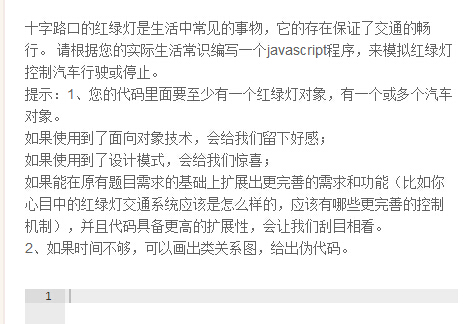 十字路口的红绿灯是生活中常见的事物，它的存在保证了交通的畅
行。 请根据您的实际生活常识编写一个javascript程序，来模拟红绿灯
控制汽车行驶或停止。
提示：1、您的代码里面要至少有一个红绿灯对象，有一个或多个汽车
对象。
如果使用到了面向对象技术，会给我们留下好感；
如果使用到了设计模式，会给我们惊喜；
如果能在原有题目需求的基础上扩展出更完善的需求和功能（比如你
心目中的红绿灯交通系统应该是怎么样的，应该有哪些更完善的控制
机制），并且代码具备更高的扩展性，会让我们刮目相看。
2、如果时间不够，可以画出类关系图，给出伪代码。
1